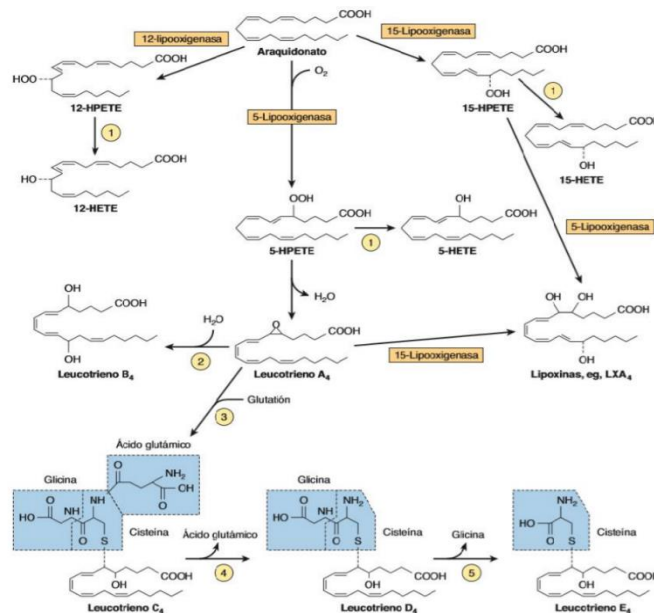 COOH
12-lipooxigenasa
15-Lipooxigenasa
Araquidonato
COOH
COOH
HOO
O₂
12-HPETE
OOH
15-HPETE
1
1
COOH
5-Lipooxigenasa
COOH
HO
OH
15-HETE
12-HETE
OOH
OH
COOH
COOH
5-Lipooxigenasa
1
5-HPETE
5-HETE
OH
H₂O
COOH
H₂O
O
COOH
OH OH
COOH
OH
2
15-Lipooxigenasa
OH
Leucotrieno B₄
Leucotrieno A₄
Lipoxinas, eg, LXA₄
3
Glutatión
Ácido glutámico
Glicina
O
NH₂
OH
O
NH
O
NH
HO
O
Cisteína
S
Glicina
NH₂
O
NH
HO
O
Cisteína
S
NH₂
O
HO
Cisteína
S
Ácido glutámico
Glicina
4
5
COOH
OH
COOH
OH
COOH
OH
Leucotrieno C₄
Leucotrieno D₄
Leucotrieno E₄